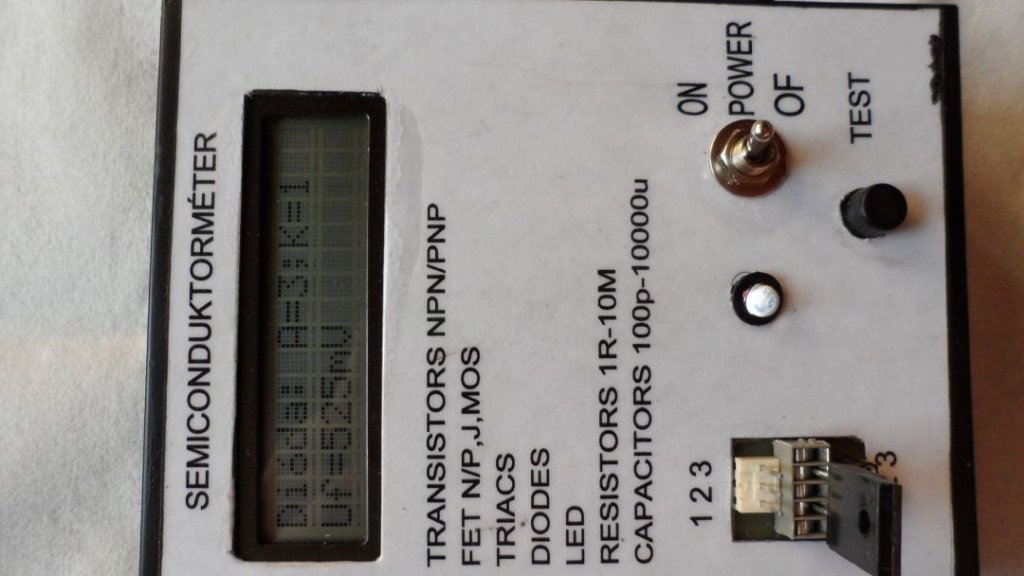 SEMICONDUKTORMÉTER
Dioda: A=3;K=1
Uf=525mV
TRANSISTORS NPN/PNP
FET N/P,J,MOS
TRIACS
DIODES
LED
RESISTORS 1R-10M
CAPACITORS 100p-10000u
ON
POWER
OF
TEST
1 2 3